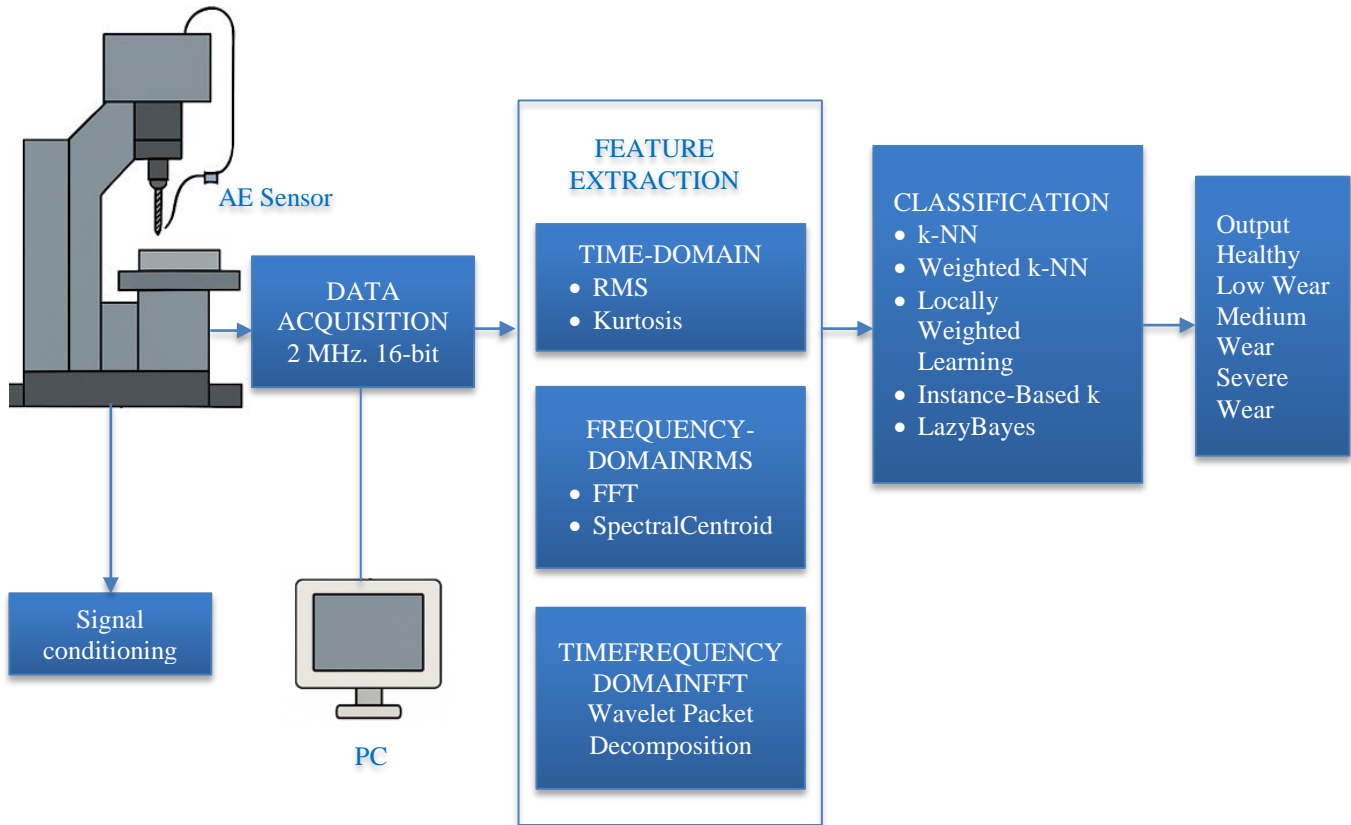 AE Sensor
DATA
ACQUISITION
2 MHz. 16-bit
Signal
conditioning
PC
FEATURE
EXTRACTION
TIME-DOMAIN
• RMS
• Kurtosis
FREQUENCY-
DOMAINRMS
• FFT
• SpectralCentroid
TIMEFREQUENCY
DOMAINFFT
Wavelet Packet
Decomposition
CLASSIFICATION
• k-NN
• Weighted k-NN
• Locally
Weighted
Learning
• Instance-Based k
• LazyBayes
Output
Healthy
Low Wear
Medium
Wear
Severe
Wear